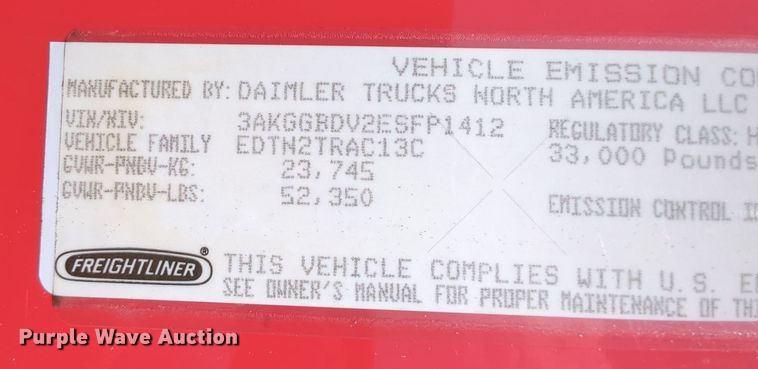 VEHICLE EMISSION CO
MANUFACTURED BY: DAIMLER TRUCKS NORTH AMERICA LLC
VIN/NIV: 3AKGGBDV2ESFP1412 REGULATORY CLASS: H
VEHICLE FAMILY EDTN2TRAC13C 33,000 Pounds
GVWR-PNBV-KG: 23,745
GVWR-PNBV-LBS: 52,350 EMISSION CONTROL I
FREIGHTLINER®
THIS VEHICLE COMPLIES WITH U.S. E
SEE OWNER'S MANUAL FOR PROPER MAINTENANCE OF THI
Purple Wave Auction